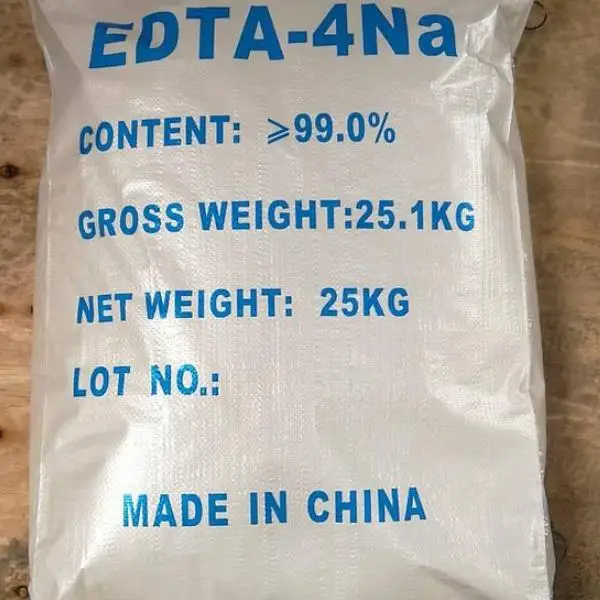 EDTA-4Na
CONTENT: ⩾99.0%
GROSS WEIGHT:25.1KG
NET WEIGHT: 25KG
LOT NO.:
MADE IN CHINA